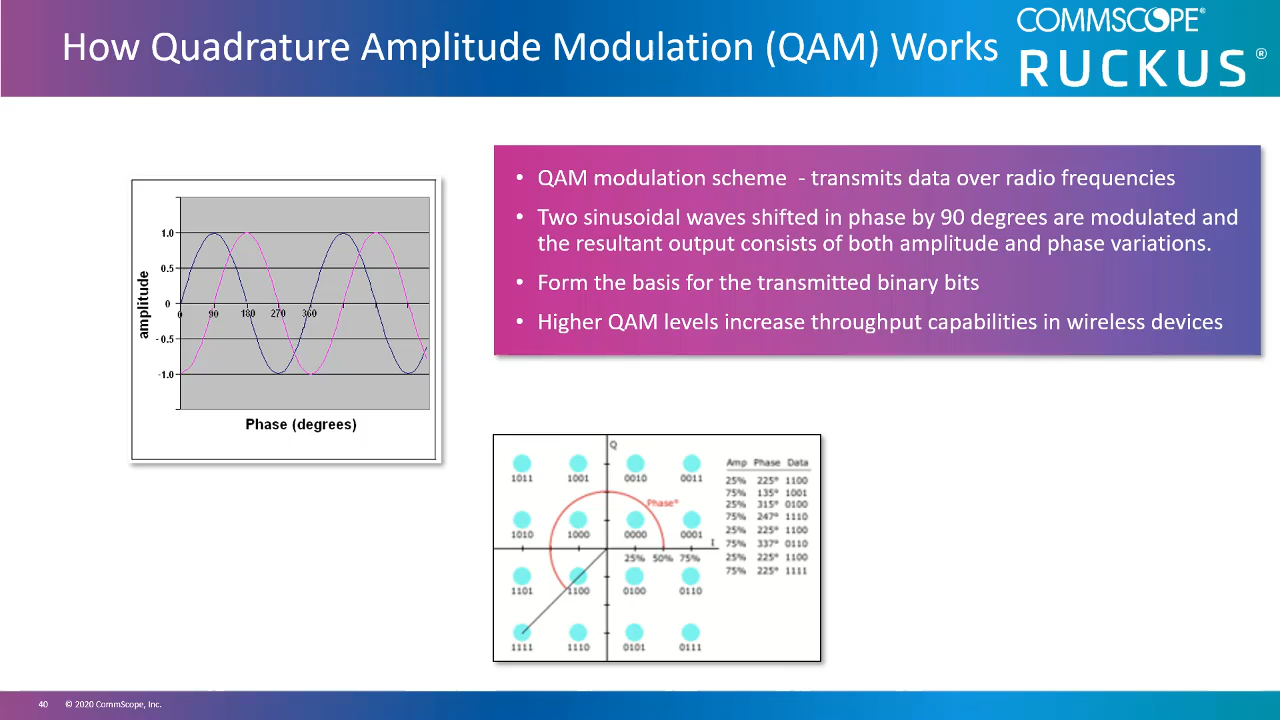 How Quadrature Amplitude Modulation (QAM) Works
COMMSCOPE®
RUCKUS®
• QAM modulation scheme - transmits data over radio frequencies
• Two sinusoidal waves shifted in phase by 90 degrees are modulated and
the resultant output consists of both amplitude and phase variations.
• Form the basis for the transmitted binary bits
• Higher QAM levels increase throughput capabilities in wireless devices
amplitude
1.0
0.5
0
0 90 180 270 360
-0.5
-1.0
Phase (degrees)
Q
1011 1001 0010 0011
Phase°
1010 1000 0000 0001
I
25% 50% 75%
1101 1100 0100 0110
1111 1110 0101 0111
Amp Phase Data
25% 225° 1100
75% 135° 1001
25% 315° 0100
75% 247° 1110
25% 225° 1100
75% 337° 0110
25% 225° 1100
75% 225° 1111
40 © 2020 CommScope, Inc.